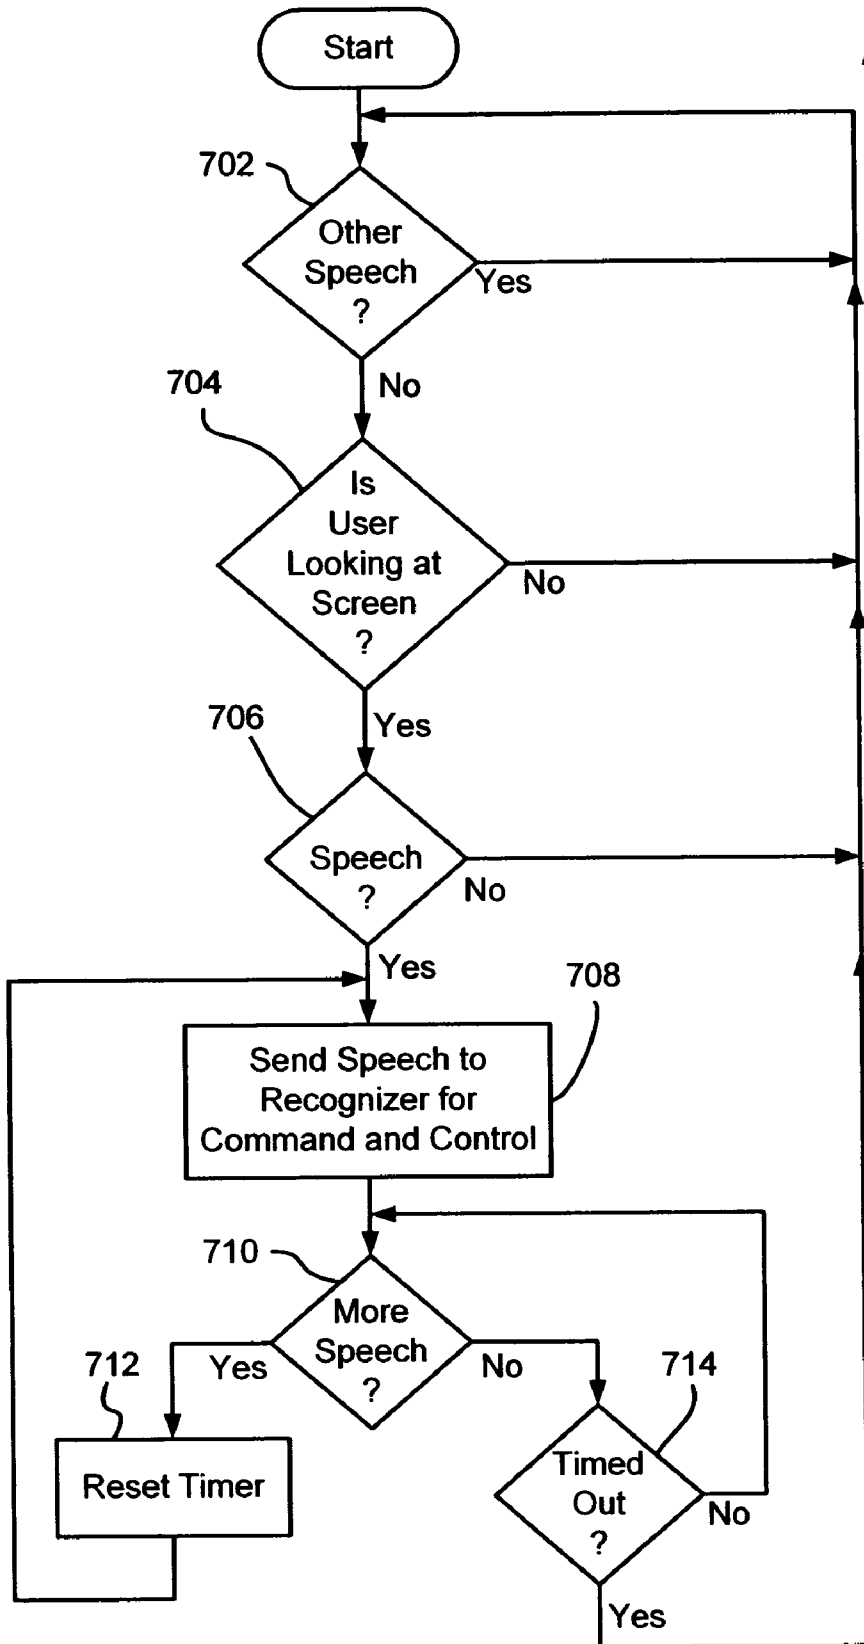 Start
702
Other
Speech
?
Yes
No
704
Is
User
Looking at
Screen
?
No
Yes
706
Speech
?
No
Yes
708
Send Speech to
Recognizer for
Command and Control
710
More
Speech
?
Yes
No
712
Reset Timer
714
Timed
Out
?
No
Yes